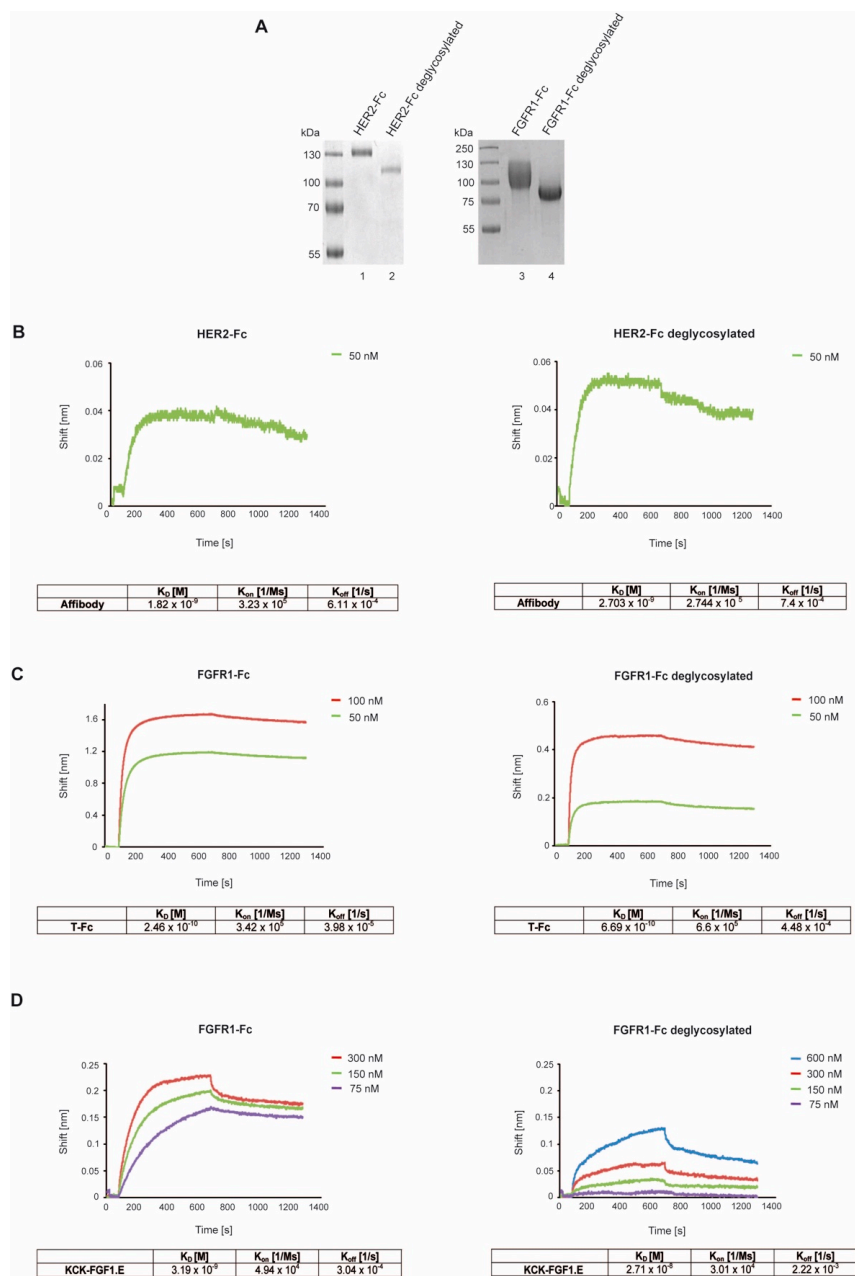 A
HER2-Fc
HER2-Fc deglycosylated
FGFR1-Fc
FGFR1-Fc deglycosylated
kDa
130
100
70
55
1 2
kDa
250
130
100
75
55
3 4
B
HER2-Fc
50 nM
Shift [nm]
0.06
0.04
0.02
0
0 200 400 600 800 1000 1200 1400
Time [s]
K_D [M] K_on [1/Ms] K_off [1/s]
Affibody 1.82 x 10^-9 3.23 x 10^5 6.11 x 10^-4
HER2-Fc deglycosylated
50 nM
Shift [nm]
0.06
0.04
0.02
0
0 200 400 600 800 1000 1200 1400
Time [s]
K_D [M] K_on [1/Ms] K_off [1/s]
Affibody 2.703 x 10^-9 2.744 x 10^5 7.4 x 10^-4
C
FGFR1-Fc
100 nM
50 nM
Shift [nm]
1.6
1.2
0.8
0.4
0
0 200 400 600 800 1000 1200 1400
Time [s]
K_D [M] K_on [1/Ms] K_off [1/s]
T-Fc 2.46 x 10^-10 3.42 x 10^5 3.98 x 10^-5
FGFR1-Fc deglycosylated
100 nM
50 nM
Shift [nm]
0.6
0.4
0.2
0
0 200 400 600 800 1000 1200 1400
Time [s]
K_D [M] K_on [1/Ms] K_off [1/s]
T-Fc 6.69 x 10^-10 6.6 x 10^5 4.48 x 10^-4
D
FGFR1-Fc
300 nM
150 nM
75 nM
Shift [nm]
0.25
0.2
0.15
0.1
0.05
0
0 200 400 600 800 1000 1200 1400
Time [s]
K_D [M] K_on [1/Ms] K_off [1/s]
KCK-FGF1.E 3.19 x 10^-9 4.94 x 10^4 3.04 x 10^-4
FGFR1-Fc deglycosylated
600 nM
300 nM
150 nM
75 nM
Shift [nm]
0.25
0.2
0.15
0.1
0.05
0
0 200 400 600 800 1000 1200 1400
Time [s]
K_D [M] K_on [1/Ms] K_off [1/s]
KCK-FGF1.E 2.71 x 10^-8 3.01 x 10^4 2.22 x 10^-3